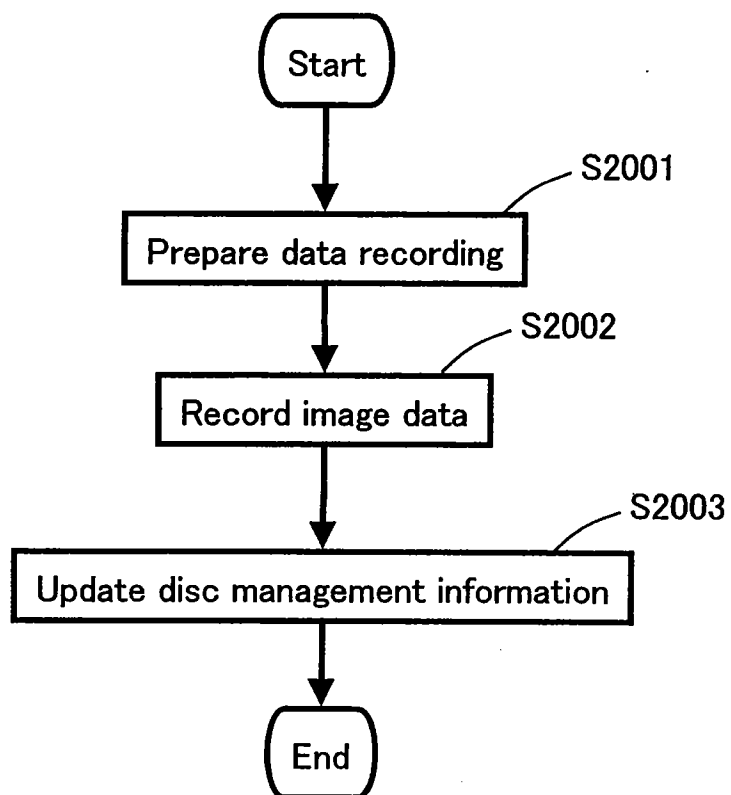 Start
S2001
Prepare data recording
S2002
Record image data
S2003
Update disc management information
End